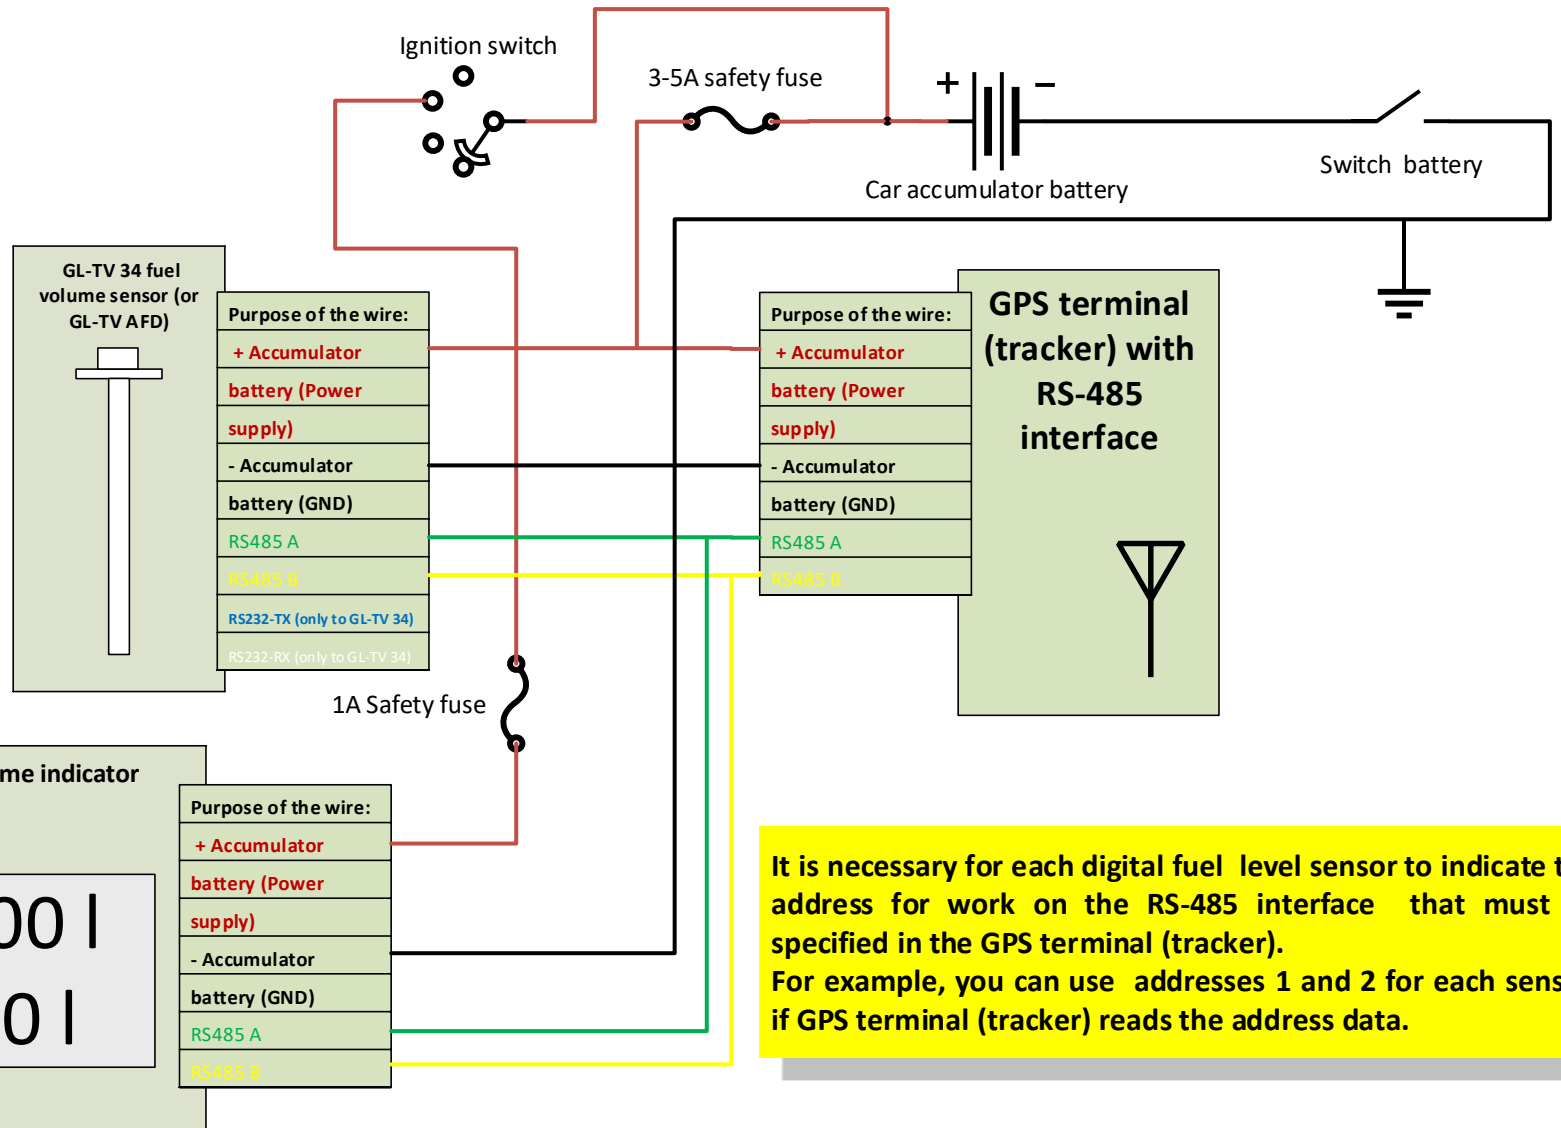 Ignition switch
3-5A safety fuse
+
−
Car accumulator battery
Switch battery
GL-TV 34 fuel
volume sensor (or
GL-TV AFD)
Purpose of the wire:
+ Accumulator
battery (Power
supply)
- Accumulator
battery (GND)
RS485 A
RS485 B
RS232-TX (only to GL-TV 34)
RS232-RX (only to GL-TV 34)
Purpose of the wire:
+ Accumulator
battery (Power
supply)
- Accumulator
battery (GND)
RS485 A
RS485 B
GPS terminal
(tracker) with
RS-485
interface
1A Safety fuse
me indicator
00 l
0 l
Purpose of the wire:
+ Accumulator
battery (Power
supply)
- Accumulator
battery (GND)
RS485 A
RS485 B
It is necessary for each digital fuel level sensor to indicate t
address for work on the RS-485 interface that must
specified in the GPS terminal (tracker).
For example, you can use addresses 1 and 2 for each sens
if GPS terminal (tracker) reads the address data.